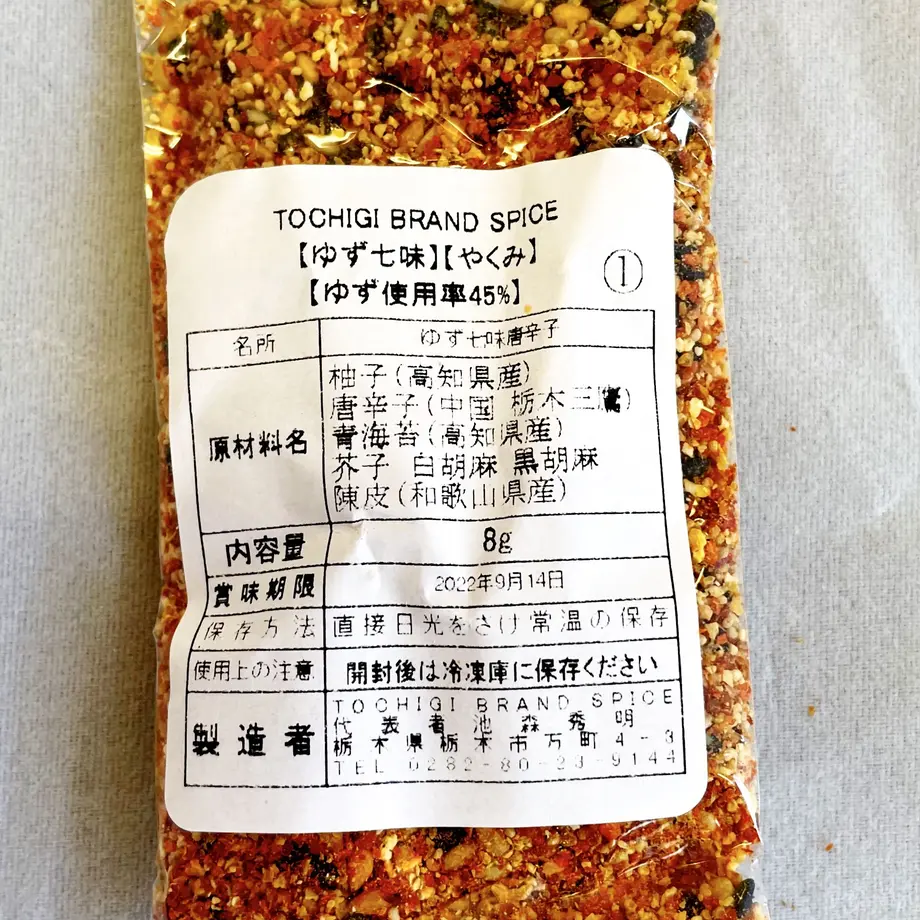 TOCHIGI BRAND SPICE
【ゆず七味】【やくみ】
【ゆず使用率45%】
①
名所 ゆず七味唐辛子
原材料名
柚子(高知県産)
唐辛子(中国 栃木三鷹)
青海苔(高知県産)
芥子 白胡麻 黒胡麻
陳皮(和歌山県産)
内容量 8g
賞味期限 2022年9月14日
保存方法 直接日光をさけ常温の保存
使用上の注意 開封後は冷凍庫に保存ください
製造者
TOCHIGI BRAND SPICE
代表者 池森秀明
栃木県栃木市万町4-3
TEL 0282-80-23-9144